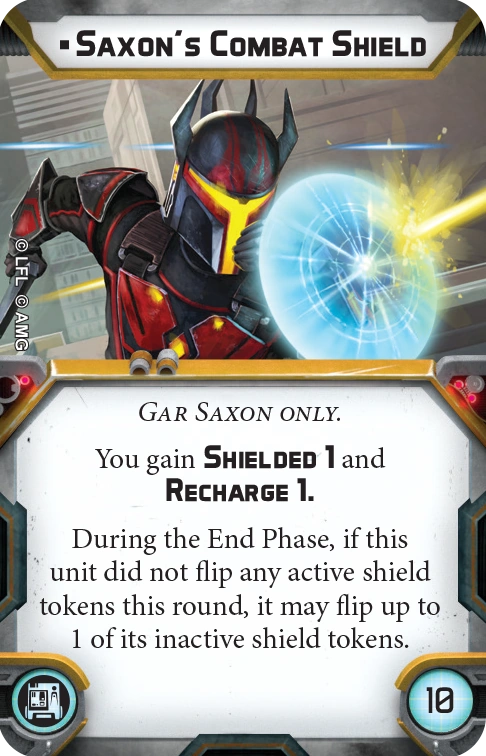 ▪ Saxon's Combat Shield
© LFL © AMG
Gar Saxon only.
You gain Shielded 1 and
Recharge 1.
During the End Phase, if this
unit did not flip any active shield
tokens this round, it may flip up to
1 of its inactive shield tokens.
10